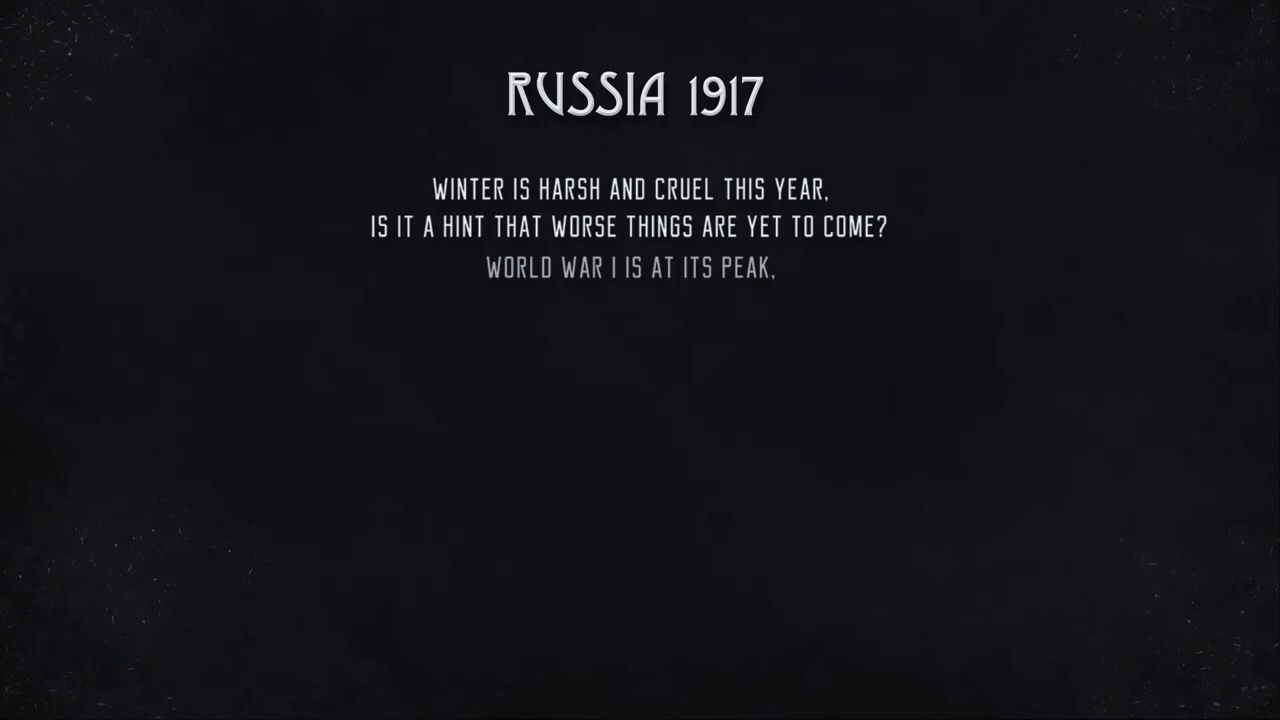 RUSSIA 1917
WINTER IS HARSH AND CRUEL THIS YEAR,
IS IT A HINT THAT WORSE THINGS ARE YET TO COME?
WORLD WAR I IS AT ITS PEAK,